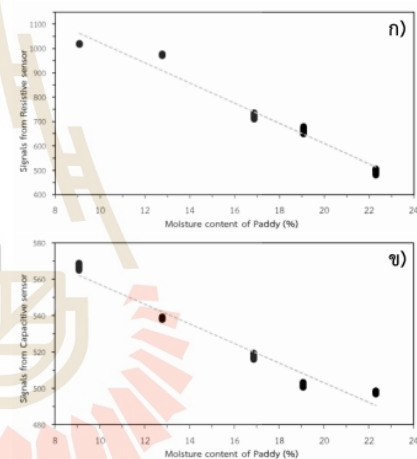 ก)
1100
1000
900
800
700
600
500
400
Signals from Resistive sensor
8 10 12 14 16 18 20 22 24
Moisture content of Paddy (%)
ข)
580
560
540
520
500
480
Signals from Capacitive sensor
8 10 12 14 16 18 20 22 24
Moisture content of Paddy (%)